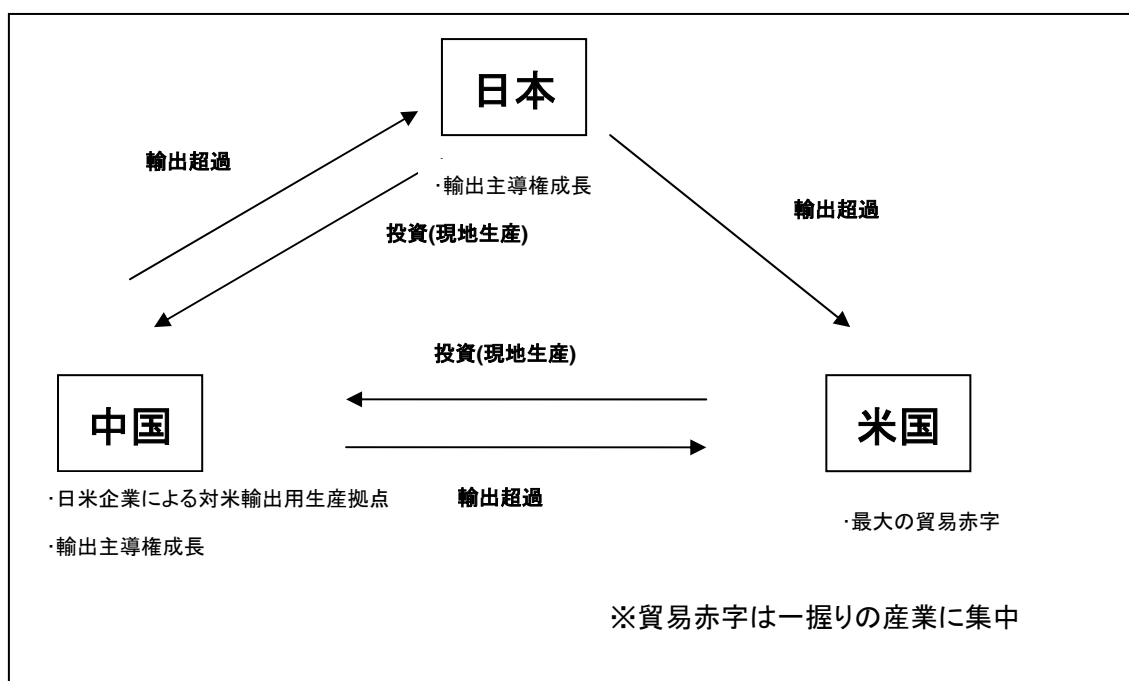 日本
輸出超過
・輸出主導権成長
輸出超過
投資(現地生産)
投資(現地生産)
中国
米国
・日米企業による対米輸出用生産拠点
輸出超過
・最大の貿易赤字
・輸出主導権成長
※貿易赤字は一握りの産業に集中